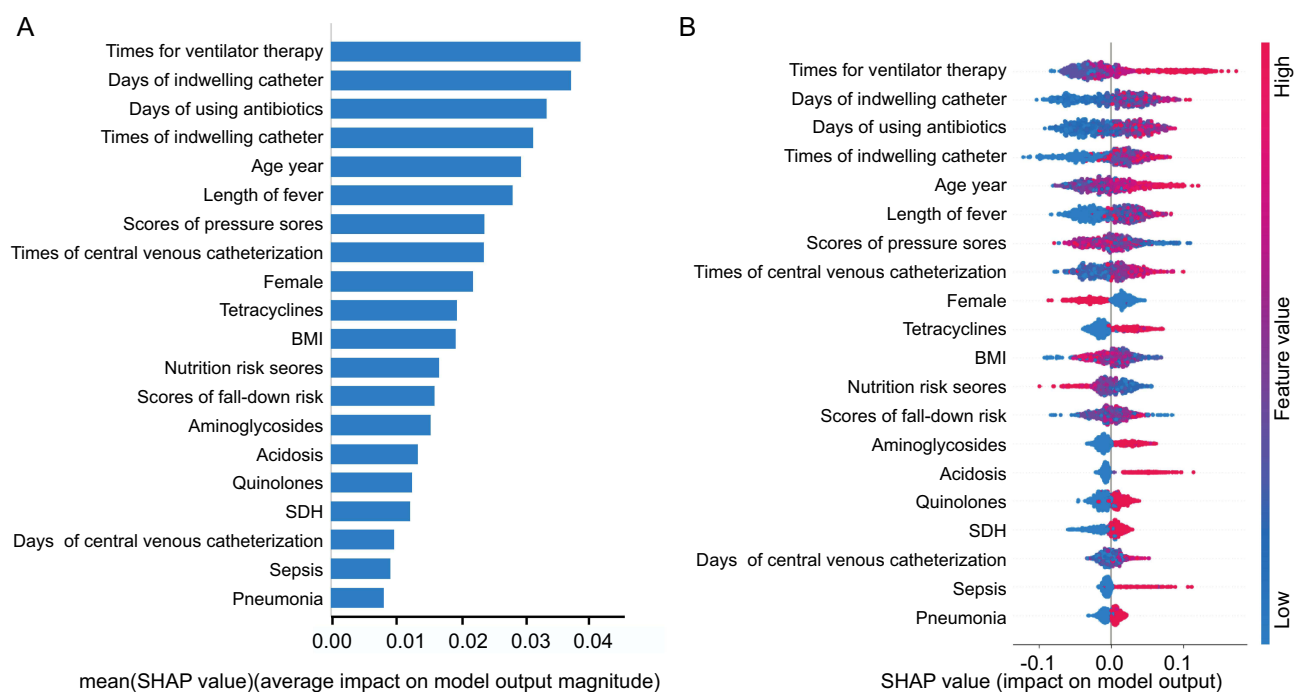 A
Times for ventilator therapy
Days of indwelling catheter
Days of using antibiotics
Times of indwelling catheter
Age year
Length of fever
Scores of pressure sores
Times of central venous catheterization
Female
Tetracyclines
BMI
Nutrition risk seores
Scores of fall-down risk
Aminoglycosides
Acidosis
Quinolones
SDH
Days of central venous catheterization
Sepsis
Pneumonia
0.00 0.01 0.02 0.03 0.04
mean(SHAP value)(average impact on model output magnitude)
B
Times for ventilator therapy
Days of indwelling catheter
Days of using antibiotics
Times of indwelling catheter
Age year
Length of fever
Scores of pressure sores
Times of central venous catheterization
Female
Tetracyclines
BMI
Nutrition risk seores
Scores of fall-down risk
Aminoglycosides
Acidosis
Quinolones
SDH
Days of central venous catheterization
Sepsis
Pneumonia
-0.1 0.0 0.1
SHAP value (impact on model output)
High
Feature value
Low